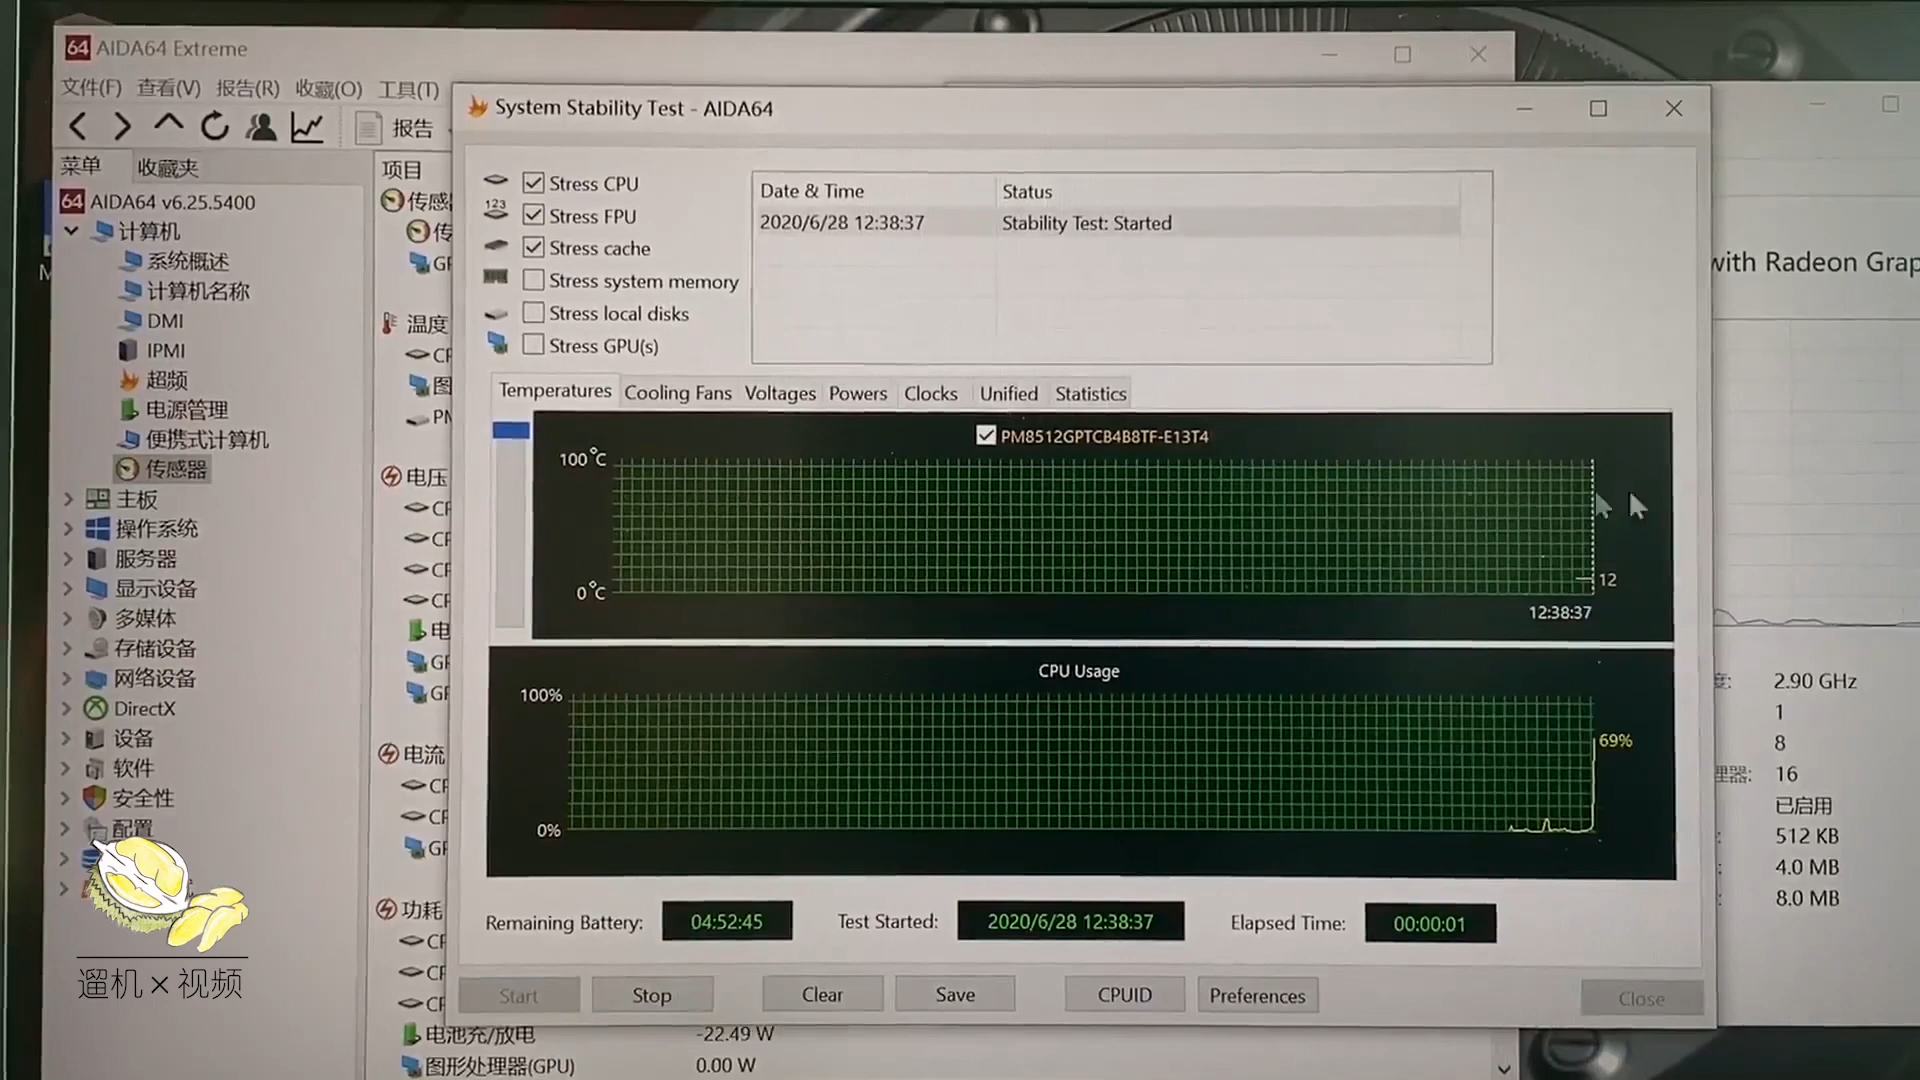 64 AIDA64 Extreme
文件(F) 查看(V) 报告(R) 收藏(O) 工具(T)
报告
菜单 收藏夹
64 AIDA64 v6.25.5400
计算机
系统概述
计算机名称
DMI
IPMI
超频
电源管理
便携式计算机
传感器
主板
操作系统
服务器
显示设备
多媒体
存储设备
网络设备
DirectX
设备
软件
安全性
配置
项目
温度
电压
电流
功耗
电池充/放电 -22.49 W
图形处理器(GPU) 0.00 W
System Stability Test - AIDA64
Stress CPU
123
Stress FPU
Stress cache
Stress system memory
Stress local disks
Stress GPU(s)
Date & Time Status
2020/6/28 12:38:37 Stability Test: Started
Temperatures Cooling Fans Voltages Powers Clocks Unified Statistics
PM8512GPTCB4B8TF-E13T4
100°C
0°C
12
12:38:37
CPU Usage
100%
69%
0%
Remaining Battery: 04:52:45 Test Started: 2020/6/28 12:38:37 Elapsed Time: 00:00:01
Start Stop Clear Save CPUID Preferences Close
with Radeon Grap
2.90 GHz
1
8
理器: 16
已启用
512 KB
4.0 MB
8.0 MB
遛机×视频